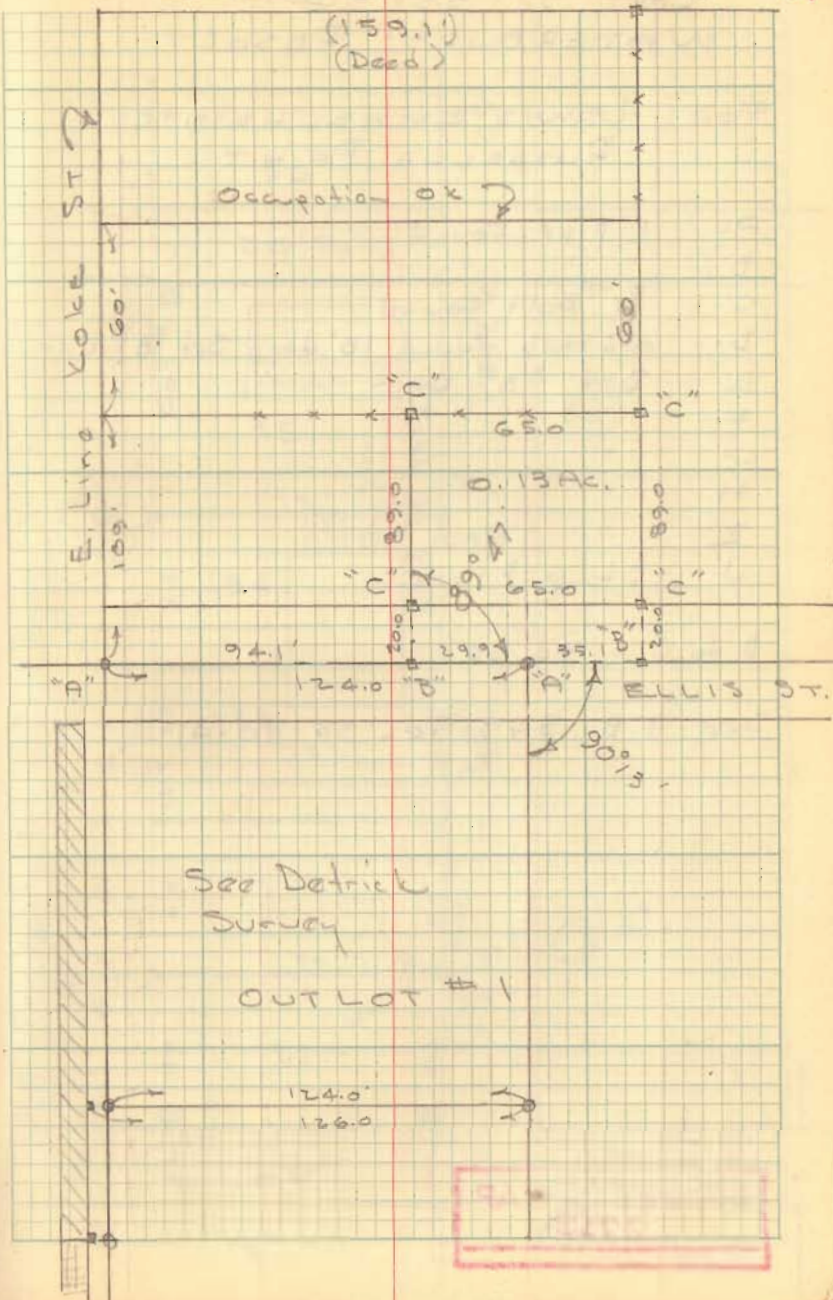 (159.1')
(Deed)
E. Line Koke ST
Occupation OK
60'
60'
"C"
"C"
65.0
109'
89.0
0.13 Ac.
89.0
"C"
89°
65.0
"C"
20.0
20.0
94.1'
29.9'
35.1'
"B"
"A"
124.0
"B"
"A"
ELLIS ST.
See Detrick
Survey
OUTLOT # 1
124.0'
126.0